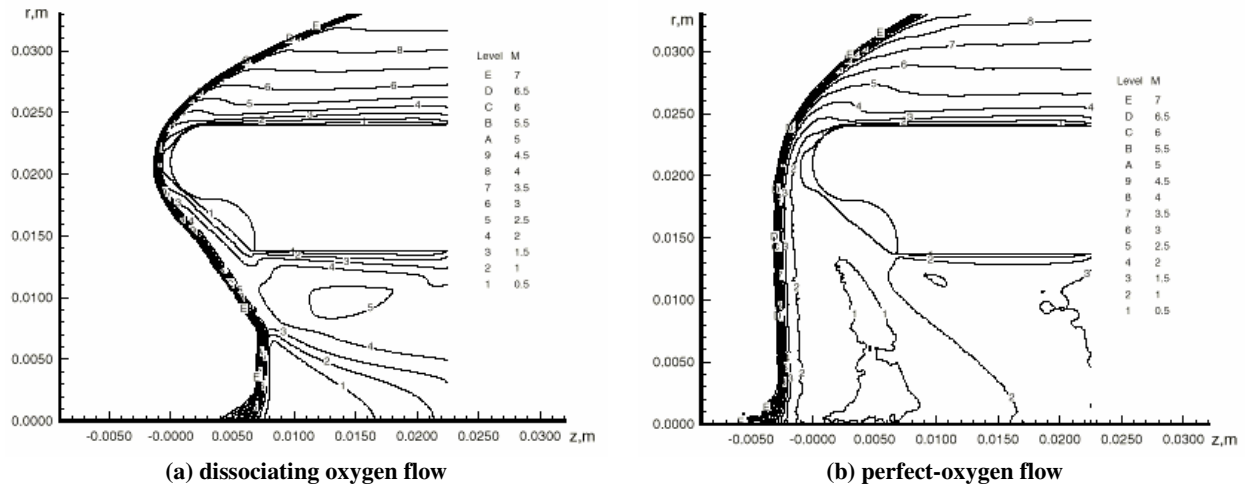 r,m
0.0300
0.0250
0.0200
0.0150
0.0100
0.0050
0.0000
-0.0050 -0.0000 0.0050 0.0100 0.0150 0.0200 0.0250 0.0300
z,m
Level M
E 7
D 6.5
C 6
B 5.5
A 5
9 4.5
8 4
7 3.5
6 3
5 2.5
4 2
3 1.5
2 1
1 0.5
(a) dissociating oxygen flow
r,m
0.0300
0.0250
0.0200
0.0150
0.0100
0.0050
0.0000
-0.0050 -0.0000 0.0050 0.0100 0.0150 0.0200 0.0250 0.0300
z,m
Level M
E 7
D 6.5
C 6
B 5.5
A 5
9 4.5
8 4
7 3.5
6 3
5 2.5
4 2
3 1.5
2 1
1 0.5
(b) perfect-oxygen flow